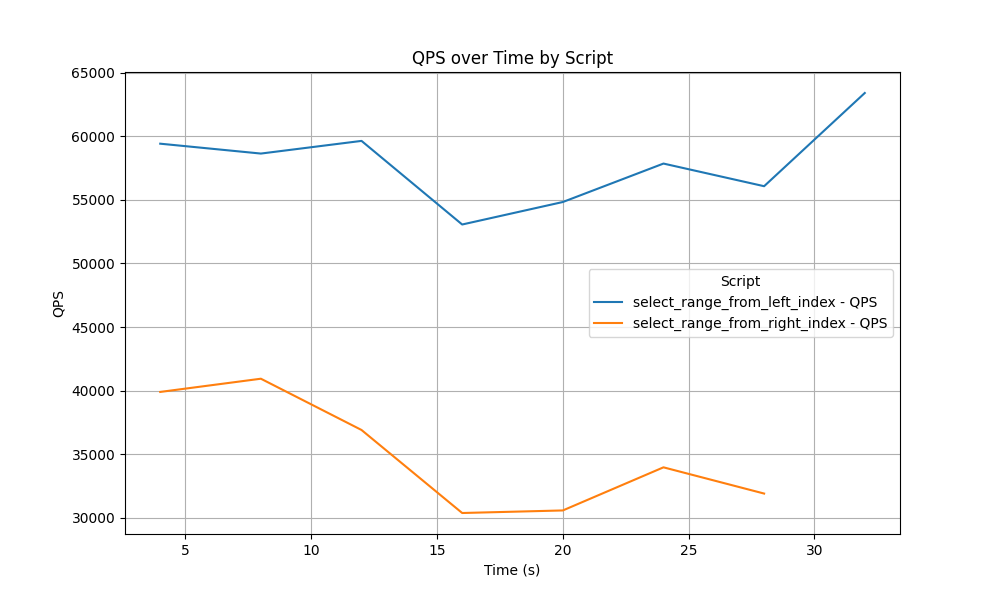 QPS over Time by Script
65000
60000
55000
50000
45000
40000
35000
30000
QPS
Script
select_range_from_left_index - QPS
select_range_from_right_index - QPS
5 10 15 20 25 30
Time (s)